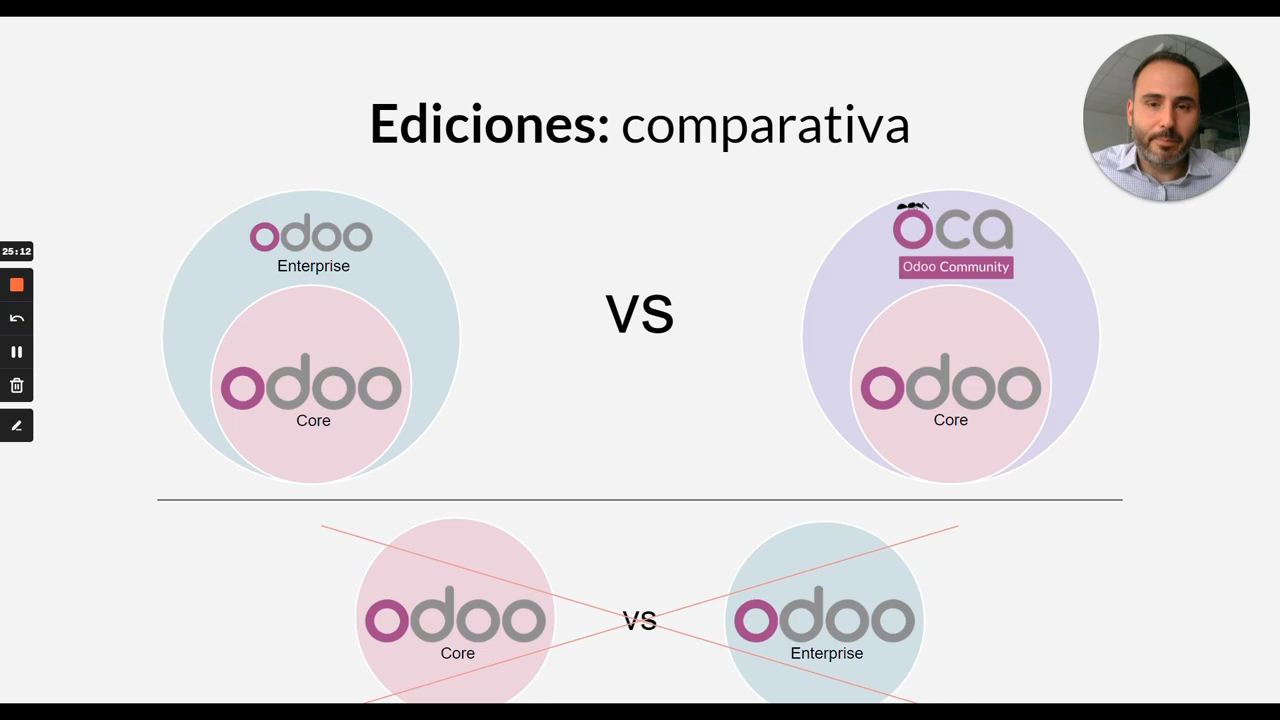 Ediciones: comparativa
odoo
Enterprise
odoo
Core
vs
oca
Odoo Community
odoo
Core
25:12
odoo
Core
vs
odoo
Enterprise